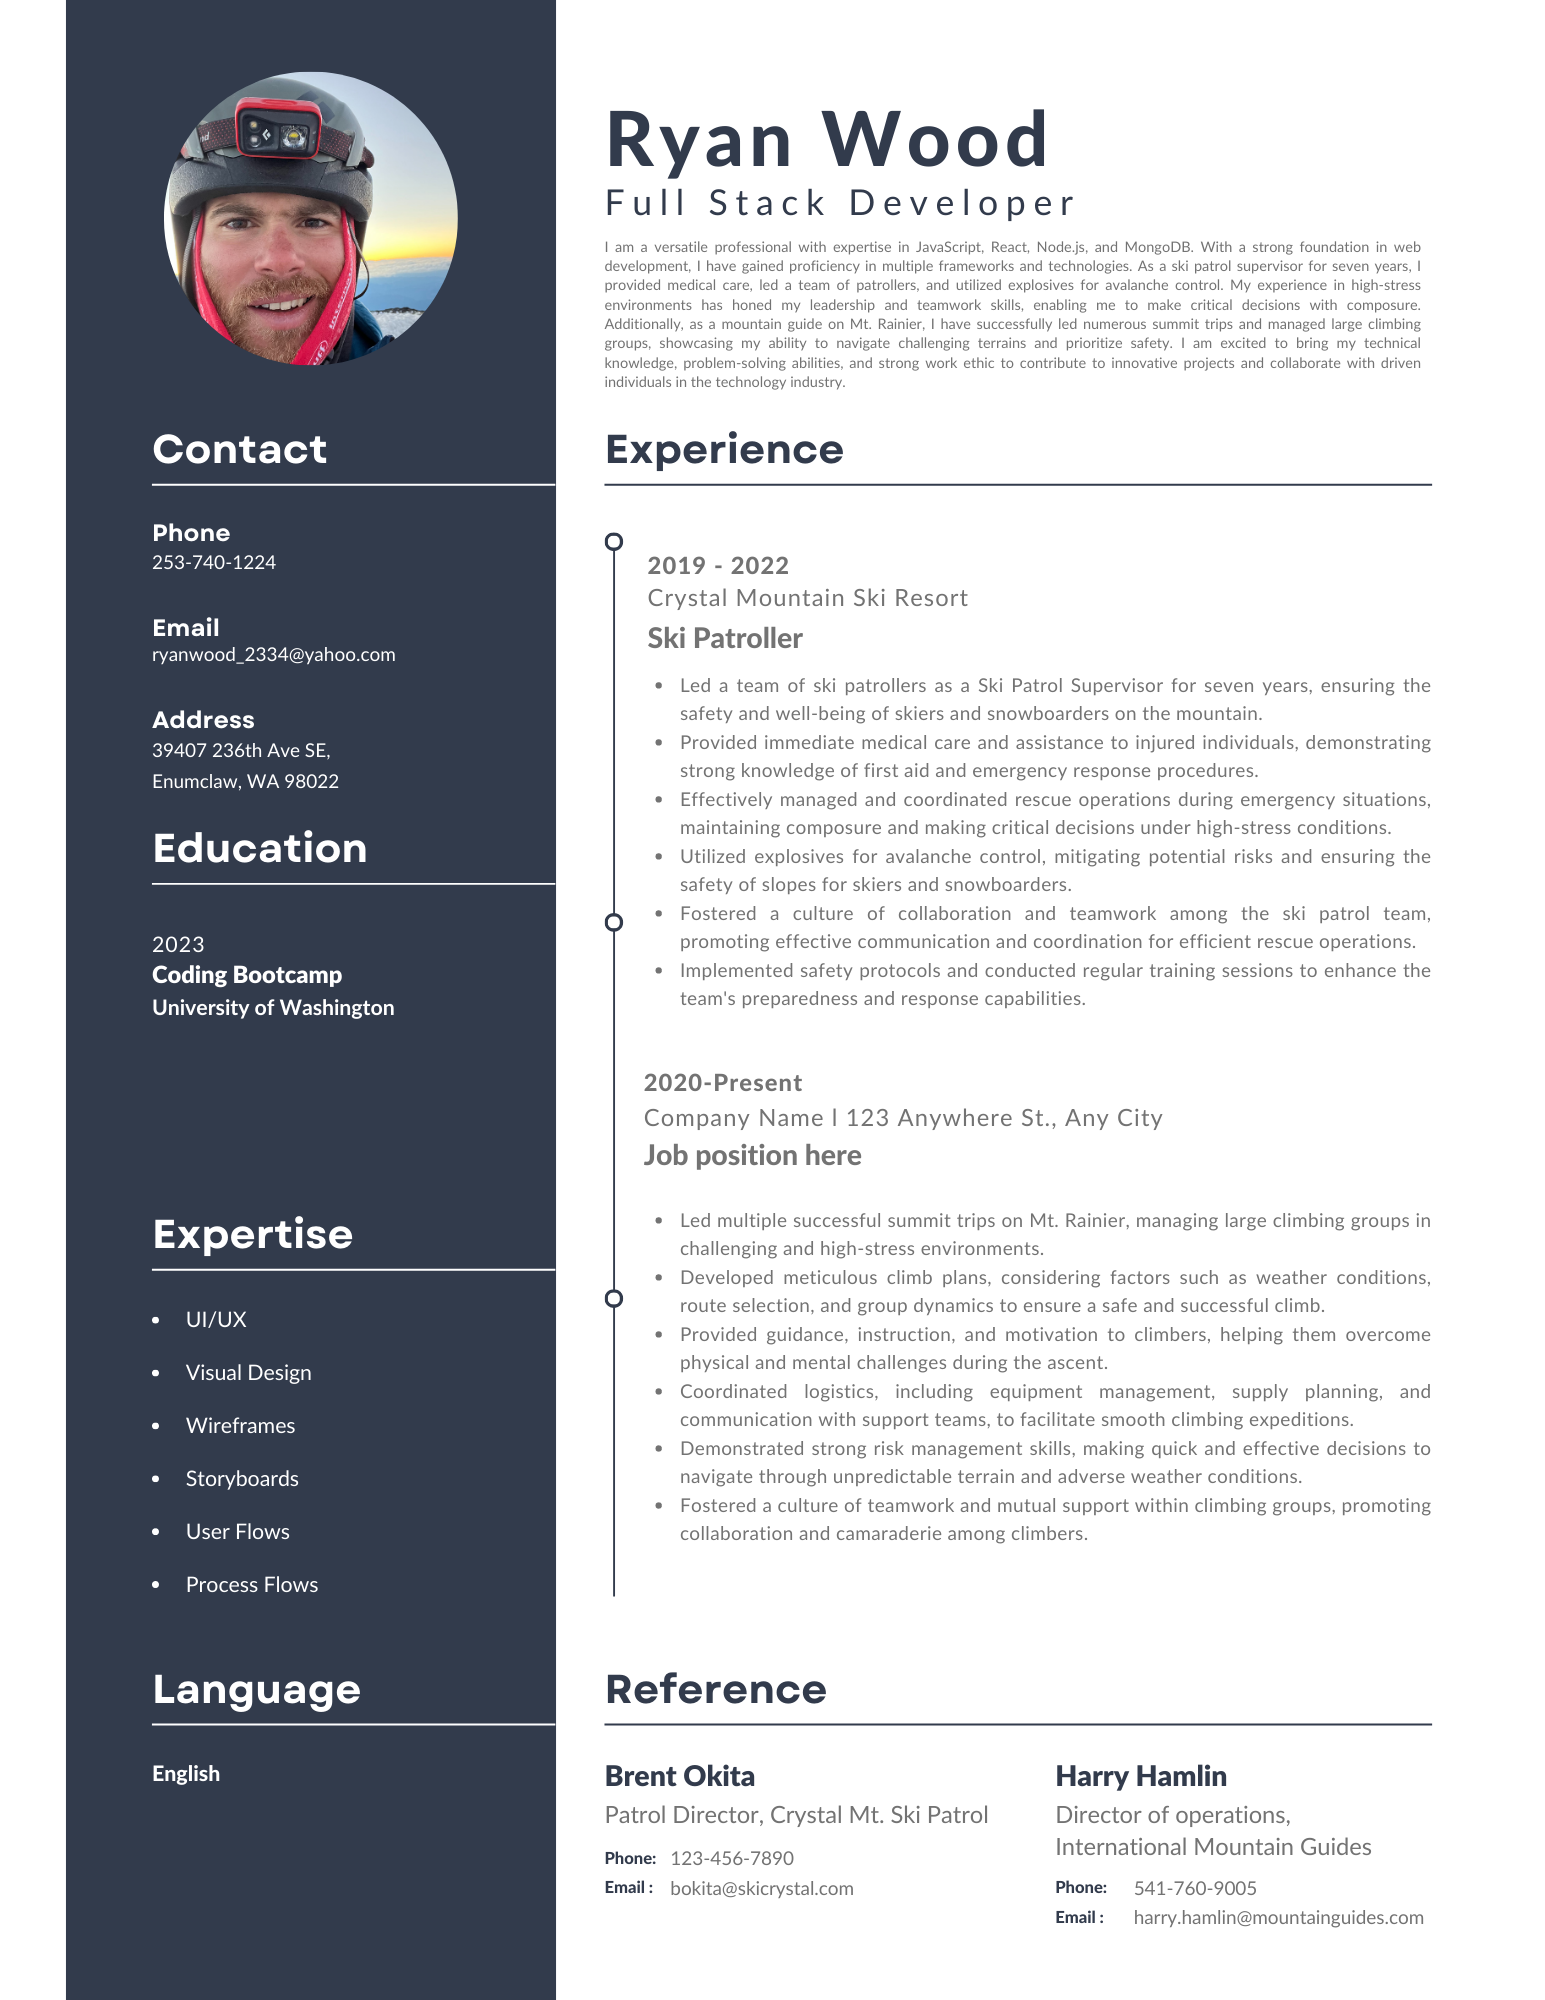 Ryan Wood
Full Stack Developer
I am a versatile professional with expertise in JavaScript, React, Node.js, and MongoDB. With a strong foundation in web
development, I have gained proficiency in multiple frameworks and technologies. As a ski patrol supervisor for seven years, I
provided medical care, led a team of patrollers, and utilized explosives for avalanche control. My experience in high-stress
environments has honed my leadership and teamwork skills, enabling me to make critical decisions with composure.
Additionally, as a mountain guide on Mt. Rainier, I have successfully led numerous summit trips and managed large climbing
groups, showcasing my ability to navigate challenging terrains and prioritize safety. I am excited to bring my technical
knowledge, problem-solving abilities, and strong work ethic to contribute to innovative projects and collaborate with driven
individuals in the technology industry.
Contact
Phone
253-740-1224
Email
ryanwood_2334@yahoo.com
Address
39407 236th Ave SE,
Enumclaw, WA 98022
Education
2023
Coding Bootcamp
University of Washington
Expertise
• UI/UX
• Visual Design
• Wireframes
• Storyboards
• User Flows
• Process Flows
Language
English
Experience
2019 - 2022
Crystal Mountain Ski Resort
Ski Patroller
• Led a team of ski patrollers as a Ski Patrol Supervisor for seven years, ensuring the
safety and well-being of skiers and snowboarders on the mountain.
• Provided immediate medical care and assistance to injured individuals, demonstrating
strong knowledge of first aid and emergency response procedures.
• Effectively managed and coordinated rescue operations during emergency situations,
maintaining composure and making critical decisions under high-stress conditions.
• Utilized explosives for avalanche control, mitigating potential risks and ensuring the
safety of slopes for skiers and snowboarders.
• Fostered a culture of collaboration and teamwork among the ski patrol team,
promoting effective communication and coordination for efficient rescue operations.
• Implemented safety protocols and conducted regular training sessions to enhance the
team's preparedness and response capabilities.
2020-Present
Company Name l 123 Anywhere St., Any City
Job position here
• Led multiple successful summit trips on Mt. Rainier, managing large climbing groups in
challenging and high-stress environments.
• Developed meticulous climb plans, considering factors such as weather conditions,
route selection, and group dynamics to ensure a safe and successful climb.
• Provided guidance, instruction, and motivation to climbers, helping them overcome
physical and mental challenges during the ascent.
• Coordinated logistics, including equipment management, supply planning, and
communication with support teams, to facilitate smooth climbing expeditions.
• Demonstrated strong risk management skills, making quick and effective decisions to
navigate through unpredictable terrain and adverse weather conditions.
• Fostered a culture of teamwork and mutual support within climbing groups, promoting
collaboration and camaraderie among climbers.
Reference
Brent Okita
Patrol Director, Crystal Mt. Ski Patrol
Phone: 123-456-7890
Email : bokita@skicrystal.com
Harry Hamlin
Director of operations,
International Mountain Guides
Phone: 541-760-9005
Email : harry.hamlin@mountainguides.com